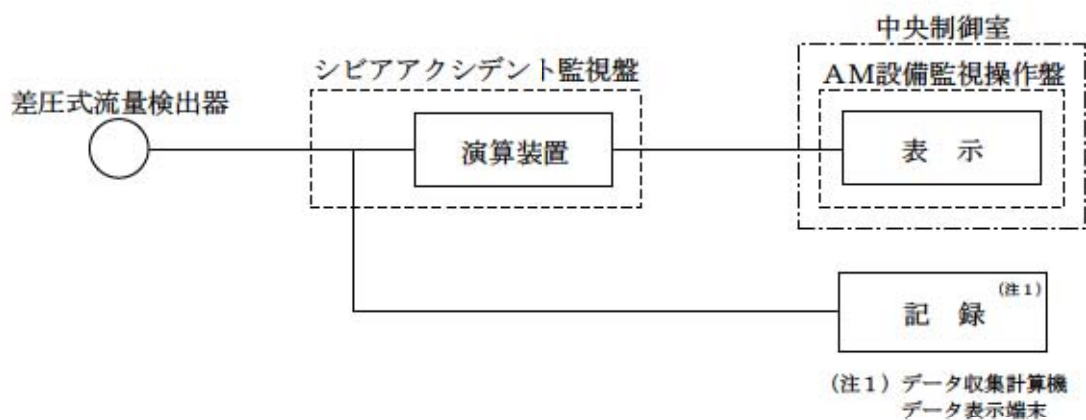 中央制御室
シビアアクシデント監視盤
AM設備監視操作盤
差圧式流量検出器
演算装置
表 示
記 録 (注1)
(注1) データ収集計算機
データ表示端末